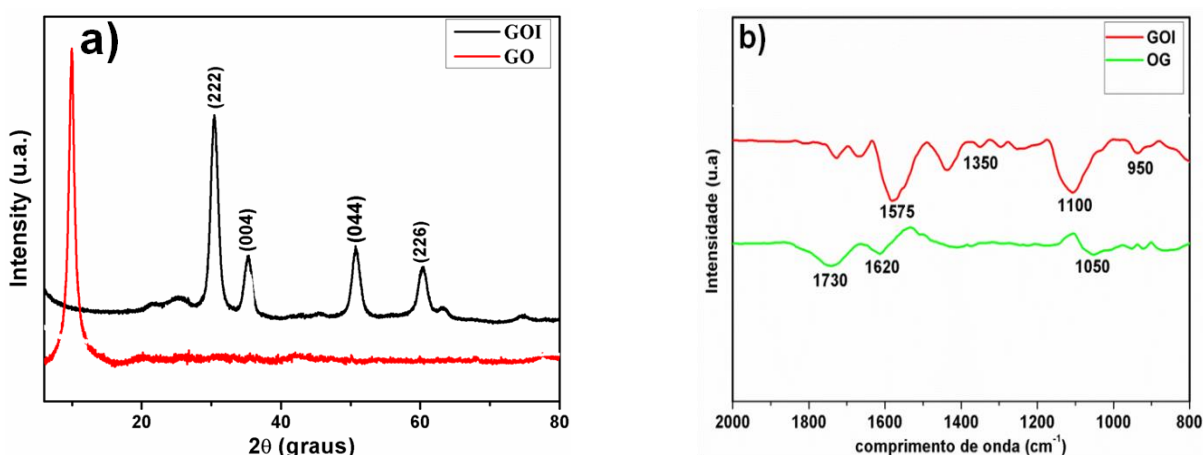 a)
GOI
GO
(222)
(004)
(044)
(226)
Intensity (u.a.)
20
40
60
80
2θ (graus)
b)
GOI
OG
1350
950
1575
1100
1730
1620
1050
Intensidade (u.a)
2000
1800
1600
1400
1200
1000
800
comprimento de onda (cm⁻¹)